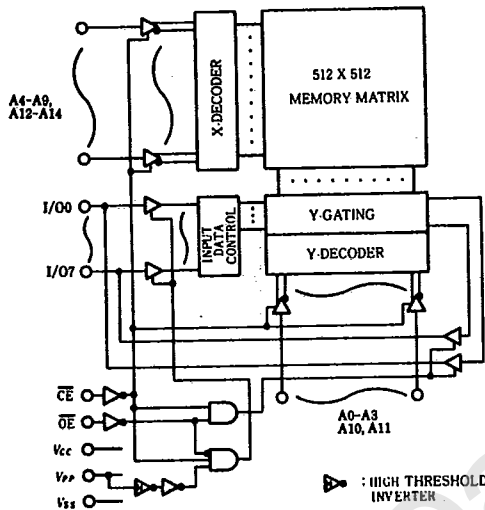 A4-A9,
A12-A14
X-DECODER
512 X 512
MEMORY MATRIX
I/O0
I/O7
INPUT
DATA
CONTROL
Y-GATING
Y-DECODER
CE
OE
VCC
VPP
VSS
A0-A3
A10, A11
H
: HIGH THRESHOLD
INVERTER